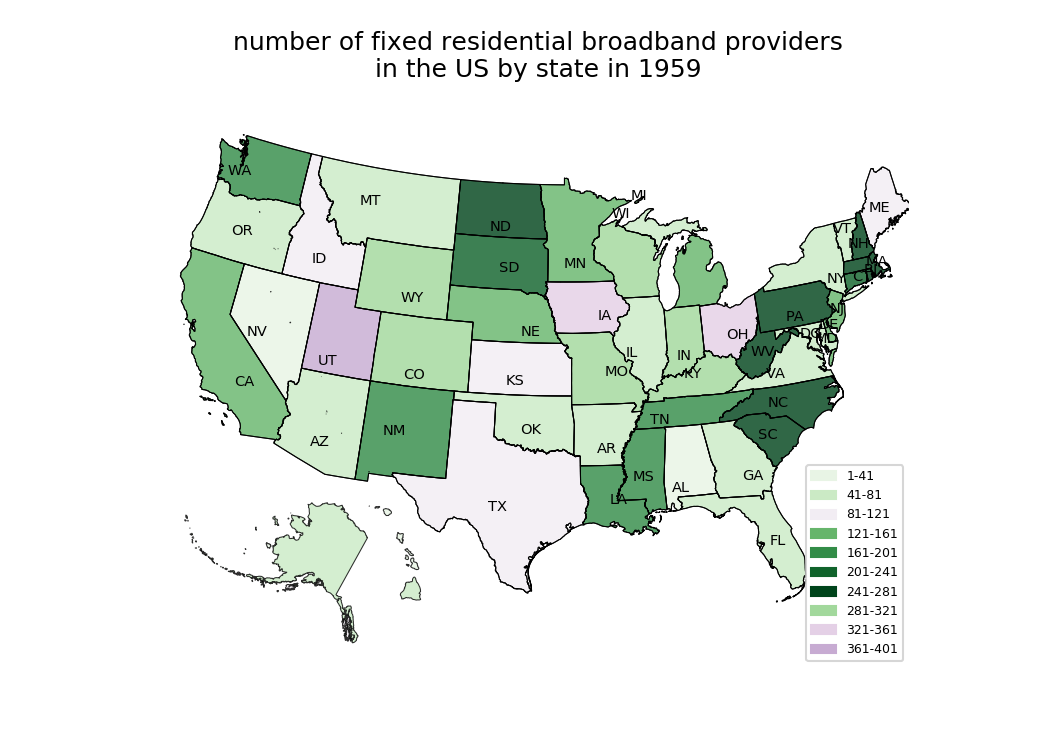 number of fixed residential broadband providers
in the US by state in 1959
MI
WA
MT
ME
WI
OR
ND
VT
NH
ID
SD
MN
MA
WY
NY
CT
NV
NE
IA
PA
NJ
UT
OH
DE
DC
MD
CA
CO
IL
IN
WV
KS
MO
KY
VA
NC
AZ
NM
OK
TN
SC
AR
TX
LA
MS
AL
GA
FL
1-41
41-81
81-121
121-161
161-201
201-241
241-281
281-321
321-361
361-401